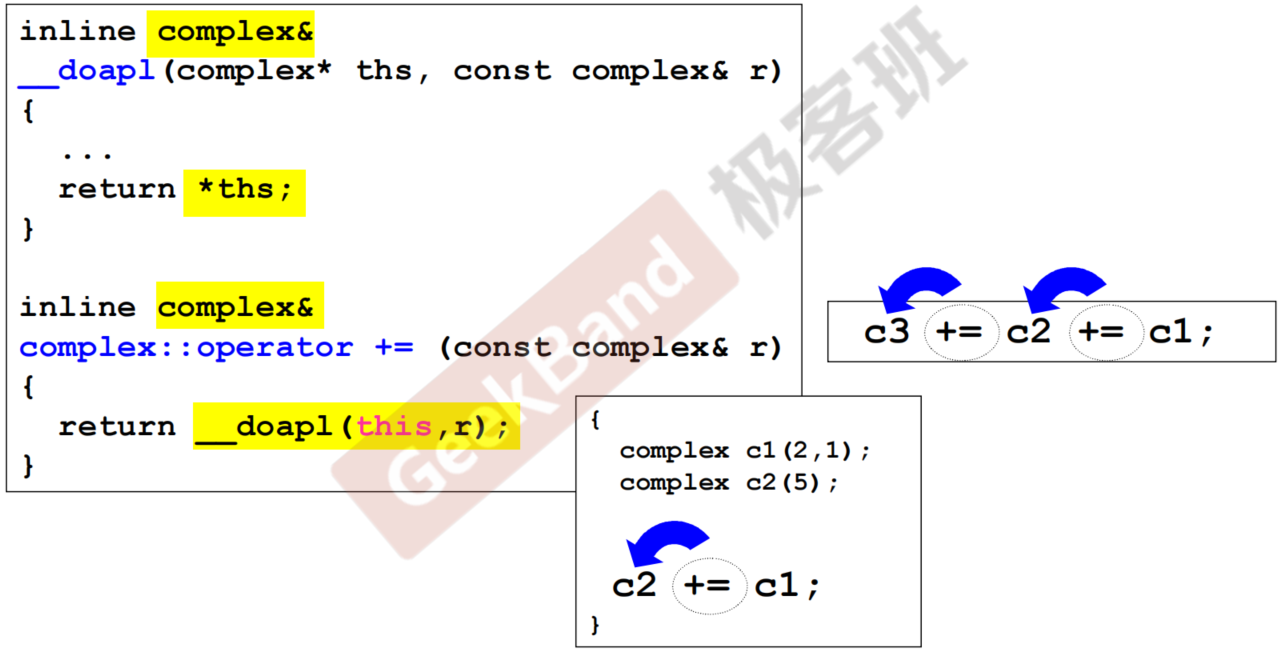 inline complex&
__doapl(complex* ths, const complex& r)
{
...
return *ths;
}
inline complex&
complex::operator += (const complex& r)
{
return __doapl(this,r);
}
c3 += c2 += c1;
{
complex c1(2,1);
complex c2(5);
c2 += c1;
}
GeekBand 极客班